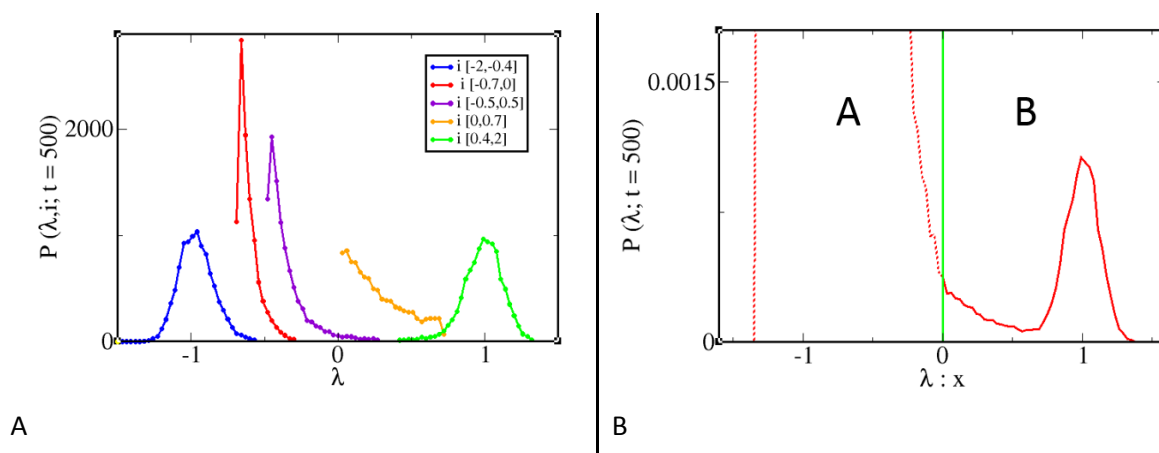 P (λ,i; t = 500)
2000
0
-1
0
1
λ
i [-2,-0.4]
i [-0.7,0]
i [-0.5,0.5]
i [0,0.7]
i [0.4,2]
A
P (λ; t = 500)
0.0015
0
-1
0
1
λ : x
A
B
B